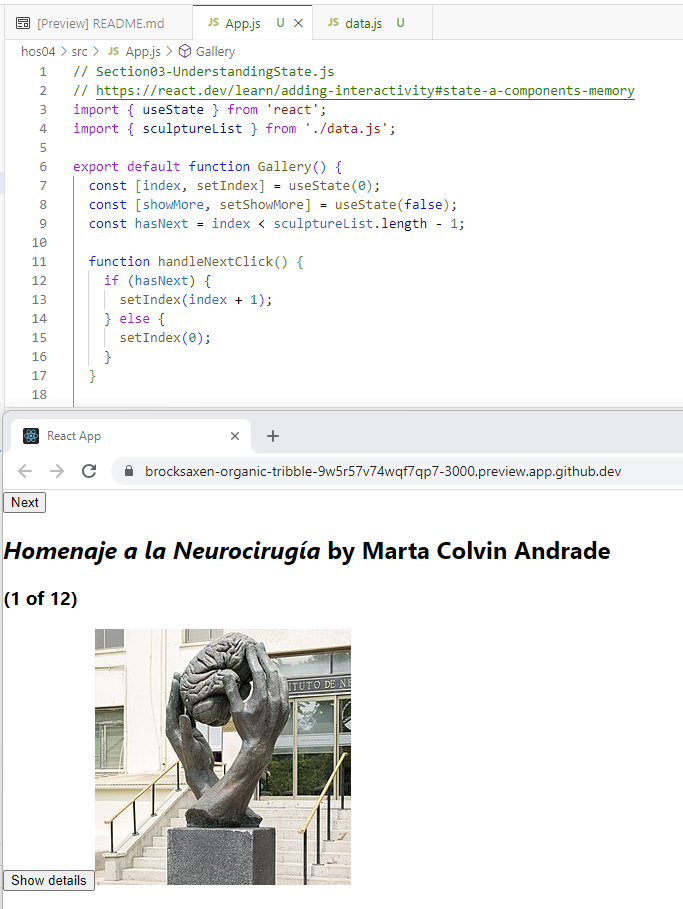 [Preview] README.md
JS App.js U
JS data.js U
hos04 > src > JS App.js > Gallery
1 // Section03-UnderstandingState.js
2 // https://react.dev/learn/adding-interactivity#state-a-components-memory
3 import { useState } from 'react';
4 import { sculptureList } from './data.js';
5
6 export default function Gallery() {
7 const [index, setIndex] = useState(0);
8 const [showMore, setShowMore] = useState(false);
9 const hasNext = index < sculptureList.length - 1;
10
11 function handleNextClick() {
12 if (hasNext) {
13 setIndex(index + 1);
14 } else {
15 setIndex(0);
16 }
17 }
18
React App
brocksaxen-organic-tribble-9w5r57v74wqf7qp7-3000.preview.app.github.dev
Next
Homenaje a la Neurocirugía by Marta Colvin Andrade
(1 of 12)
ITUTO DE NE
Show details